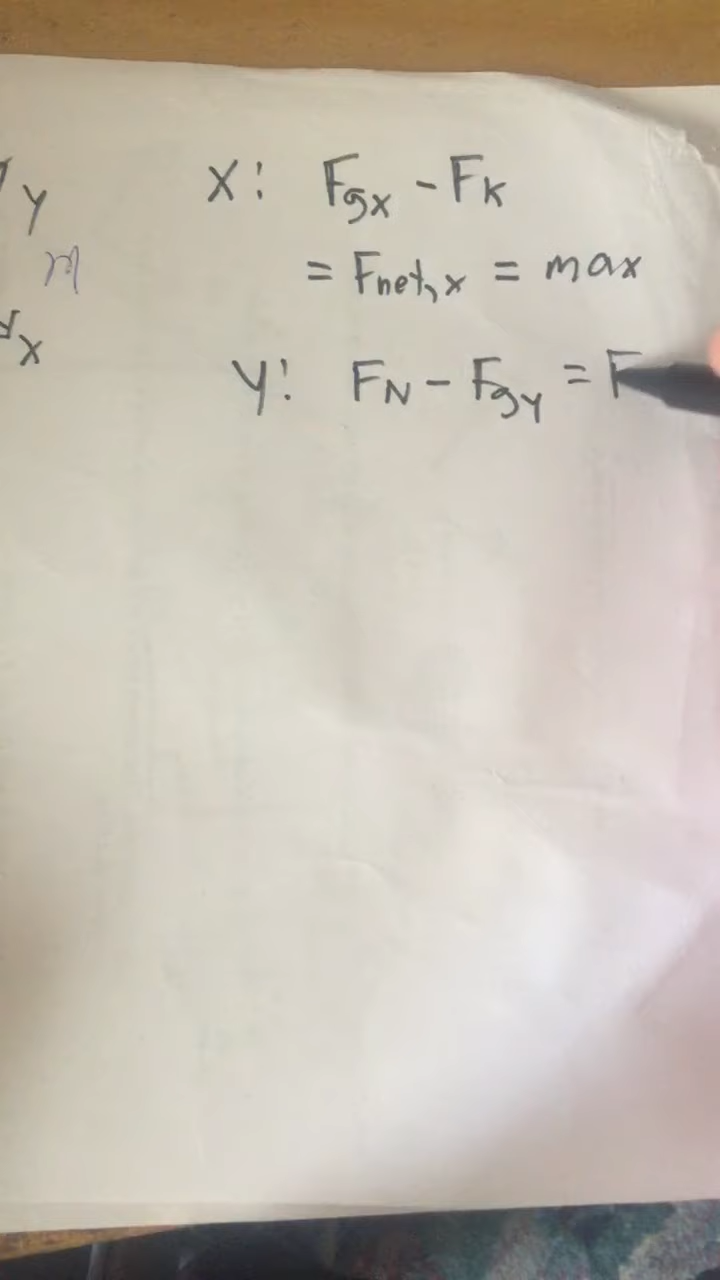 y
m
x
X: Fgx - FK
= Fnet,x = max
Y: FN - Fgy = F